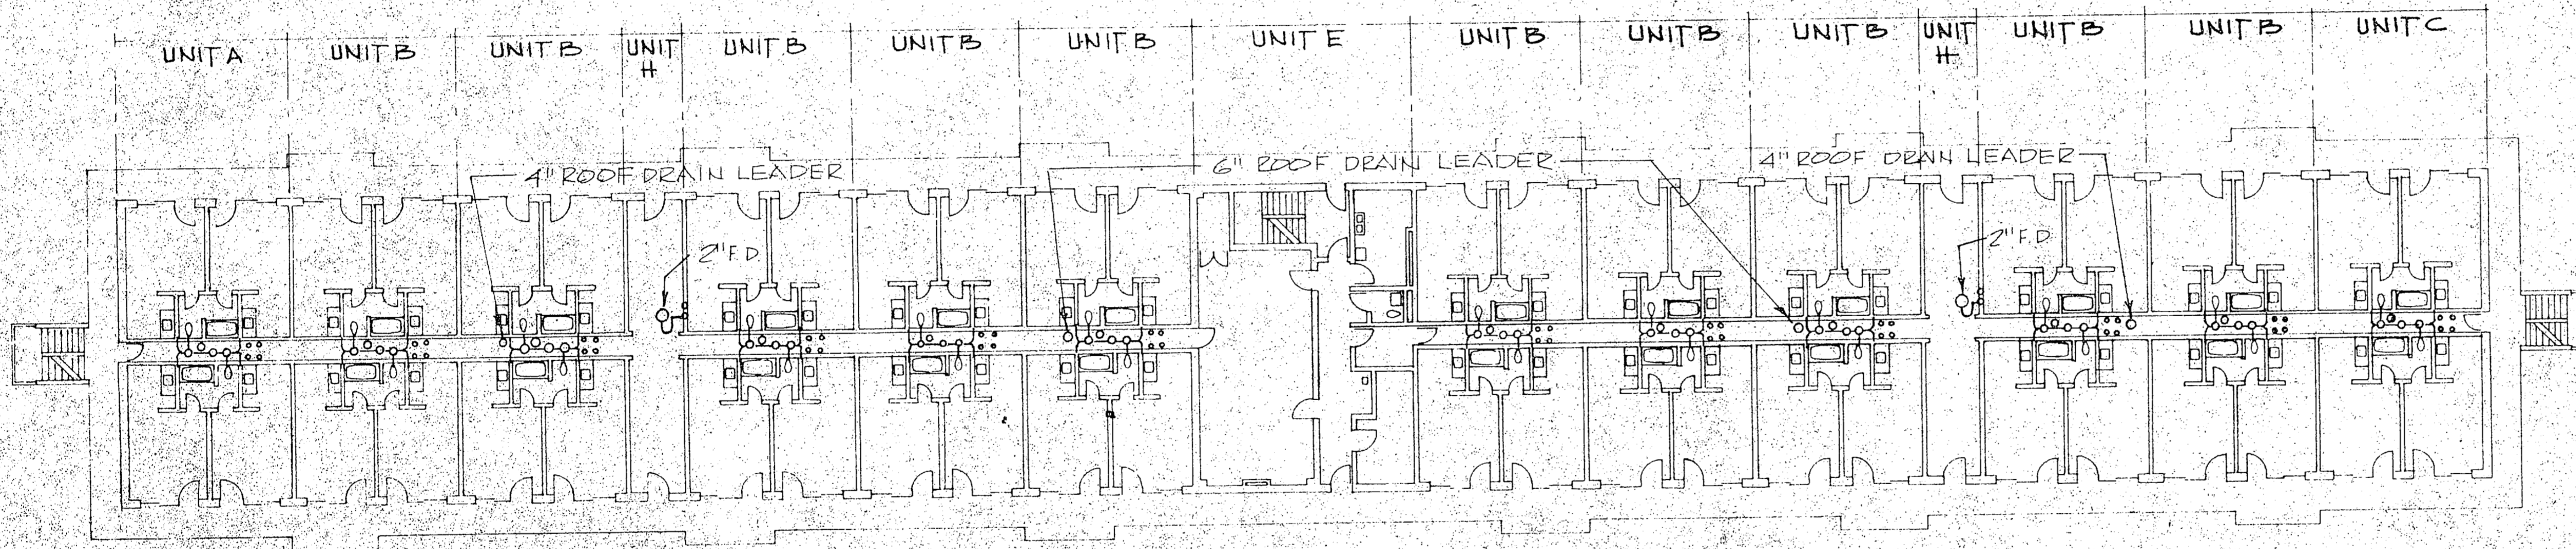 UNIT A
UNIT B
UNIT B
UNIT
H
UNIT B
UNIT B
UNIT B
UNIT E
UNIT B
UNIT B
UNIT B
UNIT
H
UNIT B
UNIT B
UNIT C
4" ROOF DRAIN LEADER
6" ROOF DRAIN LEADER
4" ROOF DRAIN LEADER
2" F.D.
2" F.D.